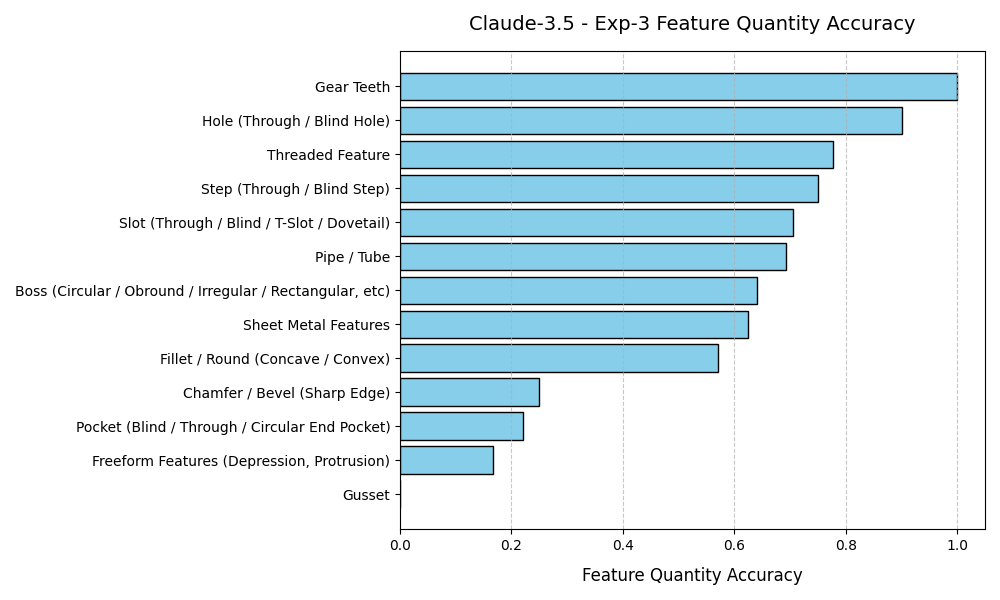 Claude-3.5 - Exp-3 Feature Quantity Accuracy
Gear Teeth
Hole (Through / Blind Hole)
Threaded Feature
Step (Through / Blind Step)
Slot (Through / Blind / T-Slot / Dovetail)
Pipe / Tube
Boss (Circular / Obround / Irregular / Rectangular, etc)
Sheet Metal Features
Fillet / Round (Concave / Convex)
Chamfer / Bevel (Sharp Edge)
Pocket (Blind / Through / Circular End Pocket)
Freeform Features (Depression, Protrusion)
Gusset
0.0 0.2 0.4 0.6 0.8 1.0
Feature Quantity Accuracy